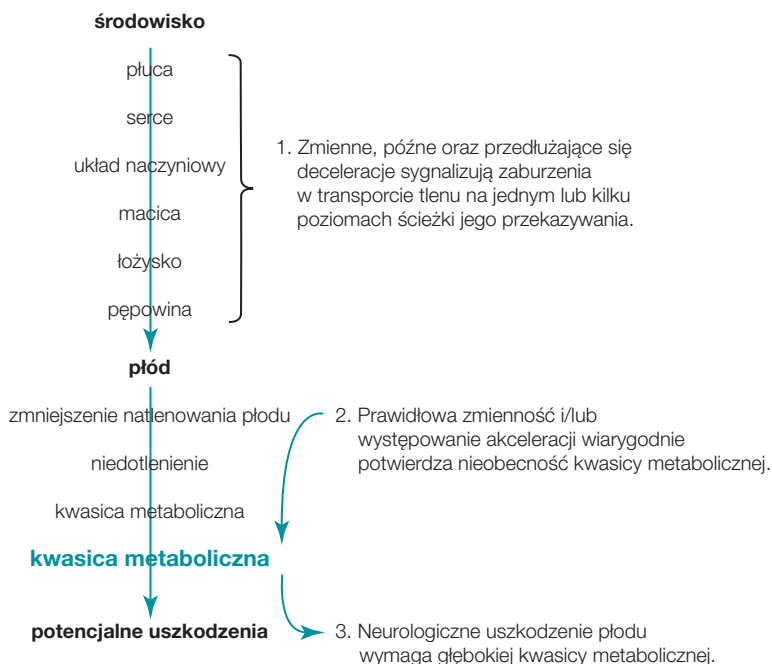 środowisko
płuca
serce
układ naczyniowy
macica
łożysko
pępowina
1. Zmienne, późne oraz przedłużające się
deceleracje sygnalizują zaburzenia
w transporcie tlenu na jednym lub kilku
poziomach ścieżki jego przekazywania.
płód
zmniejszenie natlenowania płodu
niedotlenienie
kwasica metaboliczna
kwasica metaboliczna
potencjalne uszkodzenia
2. Prawidłowa zmienność i/lub
występowanie akceleracji wiarygodnie
potwierdza nieobecność kwasicy metabolicznej.
3. Neurologiczne uszkodzenie płodu
wymaga głębokiej kwasicy metabolicznej.